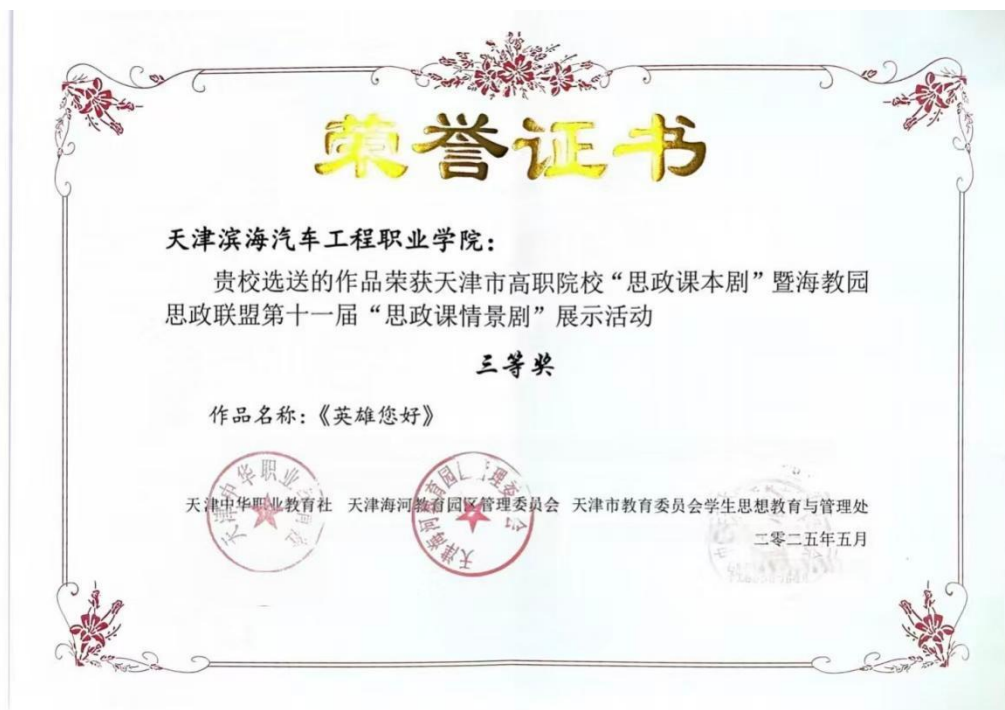 荣誉证书
天津滨海汽车工程职业学院：
贵校选送的作品荣获天津市高职院校“思政课本剧”暨海教园
思政联盟第十一届“思政课情景剧”展示活动
三等奖
作品名称：《英雄您好》
天津中华职业教育社 天津海河教育园区管理委员会 天津市教育委员会学生思想教育与管理处
二零二五年五月